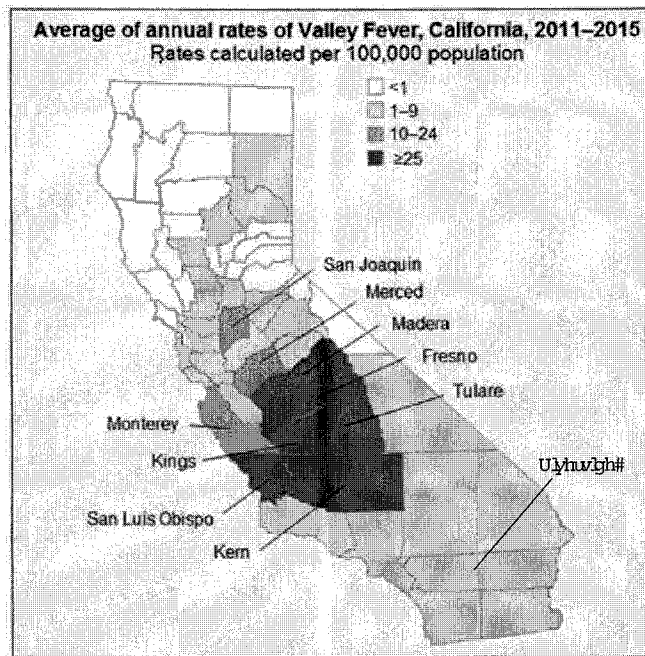 Average of annual rates of Valley Fever, California, 2011–2015
Rates calculated per 100,000 population
<1
1–9
10–24
≥25
San Joaquin
Merced
Madera
Fresno
Tulare
Monterey
Kings
San Luis Obispo
Kern